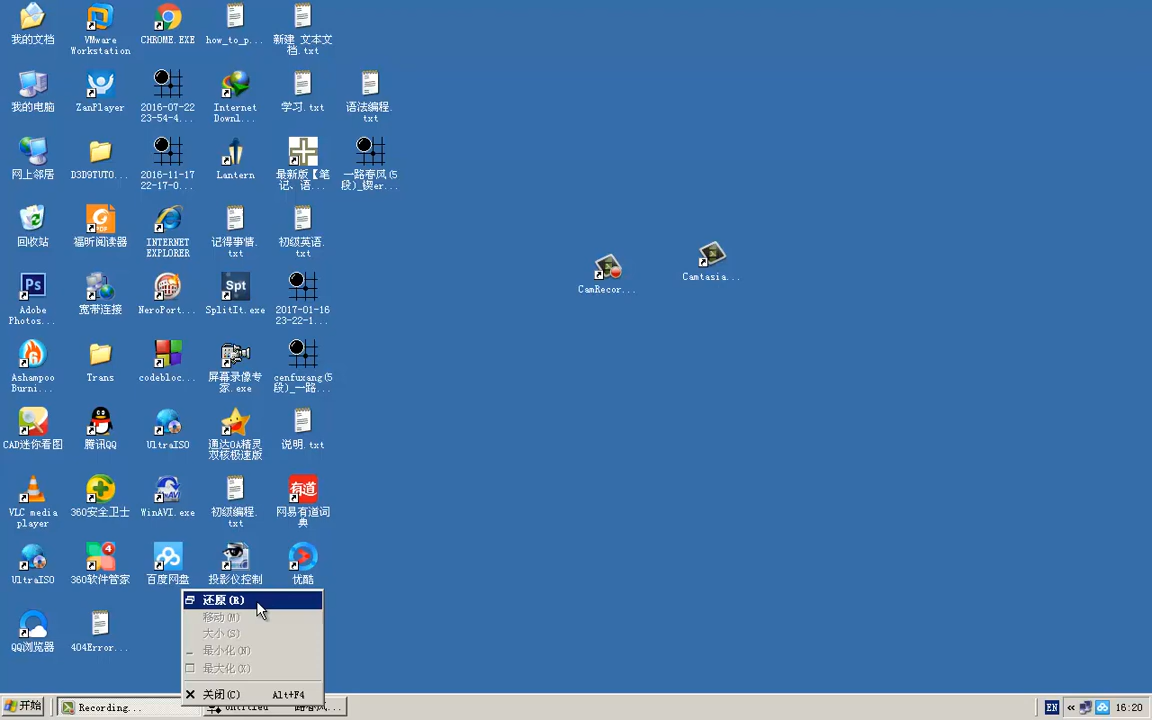 我的文档
VMware
Workstation
CHROME.EXE
how_to_p...
新建 文本文
档.txt
我的电脑
ZanPlayer
2016-07-22
23-54-4...
Internet
Downl...
学习.txt
语法编程.
txt
网上邻居
D3D9TUTO...
2016-11-17
22-17-0...
Lantern
最新版【笔
记、语...
一路春风(5
回收站
福昕阅读器
INTERNET
EXPLORER
记得事情.
txt
初级英语.
txt
Adobe
Photos...
宽带连接
NeroPort...
SplitIt.exe
2017-01-16
23-22-1...
Ashampoo
Burni...
Trans
codebloc...
屏幕录像专
家.exe
cenfuxang(5
段)_一路...
CAD迷你看图
腾讯QQ
UltraISO
通达OA精灵
双核极速版
说明.txt
VLC media
player
360安全卫士
WinAVI.exe
初级编程.
txt
网易有道词
典
UltraISO
360软件管家
百度网盘
投影仪控制
优酷
QQ浏览器
404Error...
CamRecor...
Camtasia...
还原(R)
移动(M)
大小(S)
最小化(N)
最大化(X)
关闭(C) Alt+F4
开始
Recording...
EN
16:20